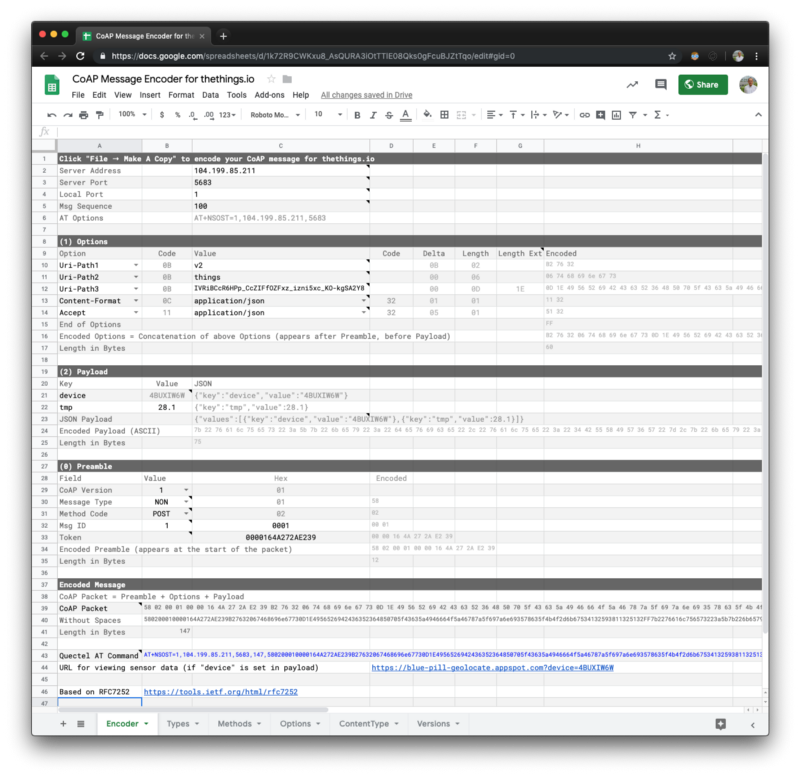 CoAP Message Encoder for the
https://docs.google.com/spreadsheets/d/1k72R9CWKxu8_AsQURA3iOtTTlE08Qks0gFcuBJZtTqo/edit#gid=0
CoAP Message Encoder for thethings.io
File Edit View Insert Format Data Tools Add-ons Help All changes saved in Drive
Share
100% $ % .0 .00 123 Roboto Mo... 10 B I S A
fx
A B C D E F G H
1 Click "File → Make A Copy" to encode your CoAP message for thethings.io
2 Server Address 104.199.85.211
3 Server Port 5683
4 Local Port 1
5 Msg Sequence 100
6 AT Options AT+NSOST=1,104.199.85.211,5683
7
8 (1) Options
9 Option Code Value Code Delta Length Length Ext Encoded
10 Uri-Path1 0B v2 0B 02 B2 76 32
11 Uri-Path2 0B things 00 06 06 74 68 69 6e 67 73
12 Uri-Path3 0B IVRiBCcR6HPp_CcZIFfOZFxz_izni5xc_KO-kgSA2Y8 00 0D 1E 0D 1E 49 56 52 69 42 43 63 52 36 48 50 70 5f 43 63 5a 49 46 6
13 Content-Format 0C application/json 32 01 01 11 32
14 Accept 11 application/json 32 05 01 51 32
15 End of Options FF
16 Encoded Options = Concatenation of above Options (appears after Preamble, before Payload) B2 76 32 06 74 68 69 6e 67 73 0D 1E 49 56 52 69 42 43 63 52 3
17 Length in Bytes 60
18
19 (2) Payload
20 Key Value JSON
21 device 4BUXIW6W {"key":"device","value":"4BUXIW6W"}
22 tmp 28.1 {"key":"tmp","value":28.1}
23 JSON Payload {"values":[{"key":"device","value":"4BUXIW6W"},{"key":"tmp","value":28.1}]}
24 Encoded Payload (ASCII) 7b 22 76 61 6c 75 65 73 22 3a 5b 7b 22 6b 65 79 22 3a 22 64 65 76 69 63 65 22 2c 22 76 61 6c 75 65 22 3a 22 34 42 55 58 49 57 36 57 22 7d 2c 7b 22 6b 65 79 22 3a
25 Length in Bytes 75
26
27 (0) Preamble
28 Field Value Hex Encoded
29 CoAP Version 1 01
30 Message Type NON 01 58
31 Method Code POST 02 02
32 Msg ID 1 0001 00 01
33 Token 0000164A272AE239 00 00 16 4A 27 2A E2 39
34 Encoded Preamble (appears at the start of the packet) 58 02 00 01 00 00 16 4A 27 2A E2 39
35 Length in Bytes 12
36
37 Encoded Message
38 CoAP Packet = Preamble + Options + Payload
39 CoAP Packet 58 02 00 01 00 00 16 4A 27 2A E2 39 B2 76 32 06 74 68 69 6e 67 73 0D 1E 49 56 52 69 42 43 63 52 36 48 50 70 5f 43 63 5a 49 46 66 4f 5a 46 78 7a 5f 69 7a 6e 69 35 78 63 5f 4b 4f
40 Without Spaces
41 Length in Bytes 147
42
43 Quectel AT Command
44 URL for viewing sensor data (if "device" is set in payload) https://blue-pill-geolocate.appspot.com?device=4BUXIW6W
45
46 Based on RFC7252 https://tools.ietf.org/html/rfc7252
47
Encoder Types Methods Options ContentType Versions